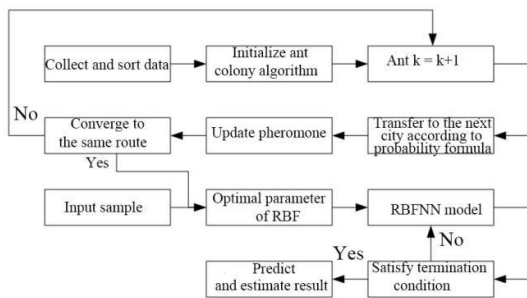 Collect and sort data
Initialize ant
colony algorithm
Ant k = k+1
No
Converge to
the same route
Update pheromone
Transfer to the next
city according to
probability formula
Yes
Input sample
Optimal parameter
of RBF
RBFNN model
No
Yes
Predict
and estimate result
Satisfy termination
condition